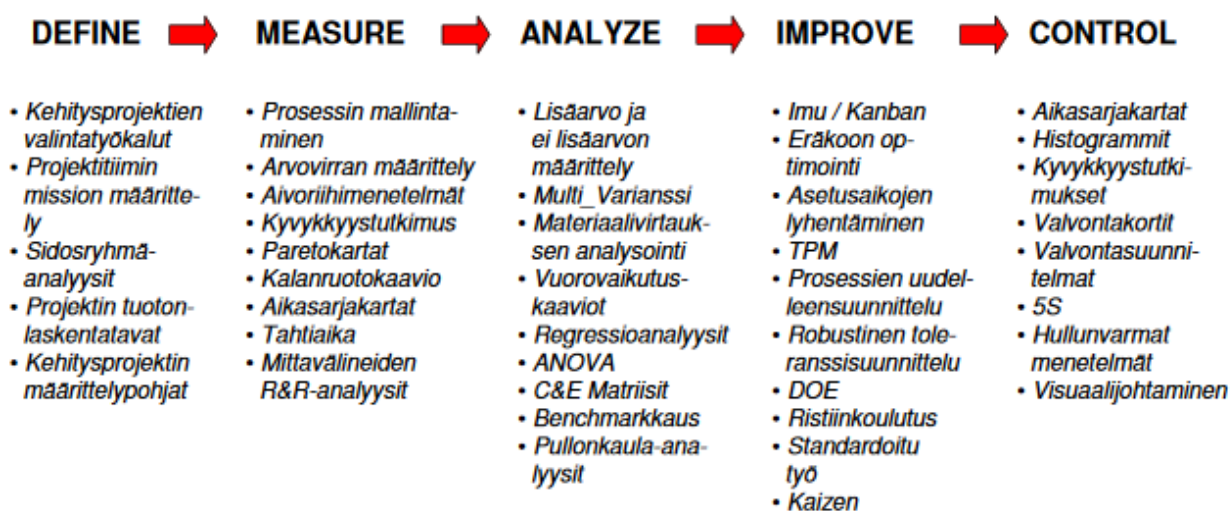 DEFINE MEASURE ANALYZE IMPROVE CONTROL
• Kehitysprojektien
valintatyökalut
• Projektitiimin
mission määritte-
ly
• Sidosryhmä-
analyysit
• Projektin tuoton-
laskentatavat
• Kehitysprojektin
määrittelypohjat
• Prosessin mallinta-
minen
• Arvovirran määrittely
• Aivoriihimenetelmät
• Kyvykkyystutkimus
• Paretokartat
• Kalanruotokaavio
• Aikasarjakartat
• Tahtiaika
• Mittavälineiden
R&R-analyysit
• Lisäarvo ja
ei lisäarvon
määrittely
• Multi_Varianssi
• Materiaalivirtauk-
sen analysointi
• Vuorovaikutus-
kaaviot
• Regressioanalyysit
• ANOVA
• C&E Matriisit
• Benchmarkkaus
• Pullonkaula-ana-
lyysit
• Imu / Kanban
• Eräkoon op-
timointi
• Asetusaikojen
lyhentäminen
• TPM
• Prosessien uudel-
leensuunnittelu
• Robustinen tole-
ranssisuunnittelu
• DOE
• Ristiinkoulutus
• Standardoitu
työ
• Kaizen
• Aikasarjakartat
• Histogrammit
• Kyvykkyystutki-
mukset
• Valvontakortit
• Valvontasuunni-
telmat
• 5S
• Hullunvarmat
menetelmät
• Visuaalijohtaminen